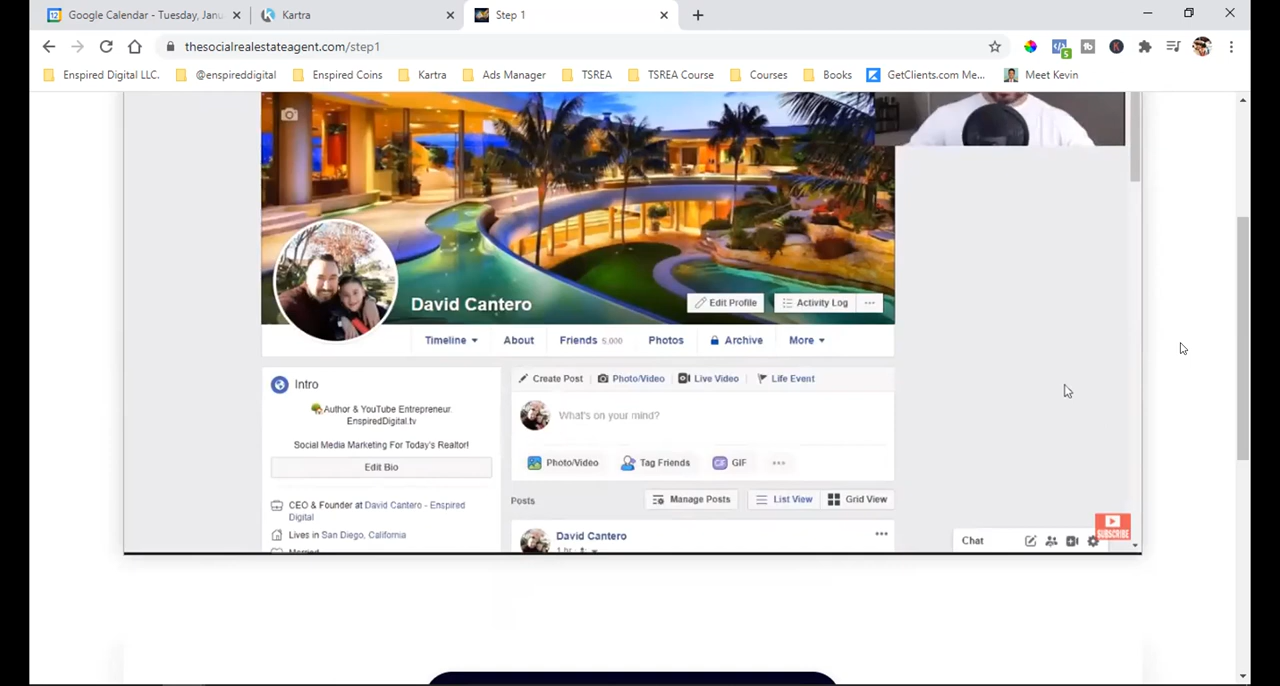 Google Calendar - Tuesday, Janu
Kartra
Step 1
thesocialrealestateagent.com/step1
5
Enspired Digital LLC.
@enspireddigital
Enspired Coins
Kartra
Ads Manager
TSREA
TSREA Course
Courses
Books
GetClients.com Me...
Meet Kevin
David Cantero
Edit Profile
Activity Log
Timeline
About
Friends 5,000
Photos
Archive
More
Intro
Author & YouTube Entrepreneur
EnspiredDigital.tv
Social Media Marketing For Today's Realtor!
Edit Bio
CEO & Founder at David Cantero - Enspired
Digital
Lives in San Diego, California
Married
Create Post
Photo/Video
Live Video
Life Event
What's on your mind?
Photo/Video
Tag Friends
GIF
Posts
Manage Posts
List View
Grid View
David Cantero
1 hr
Chat
SUBSCRIBE